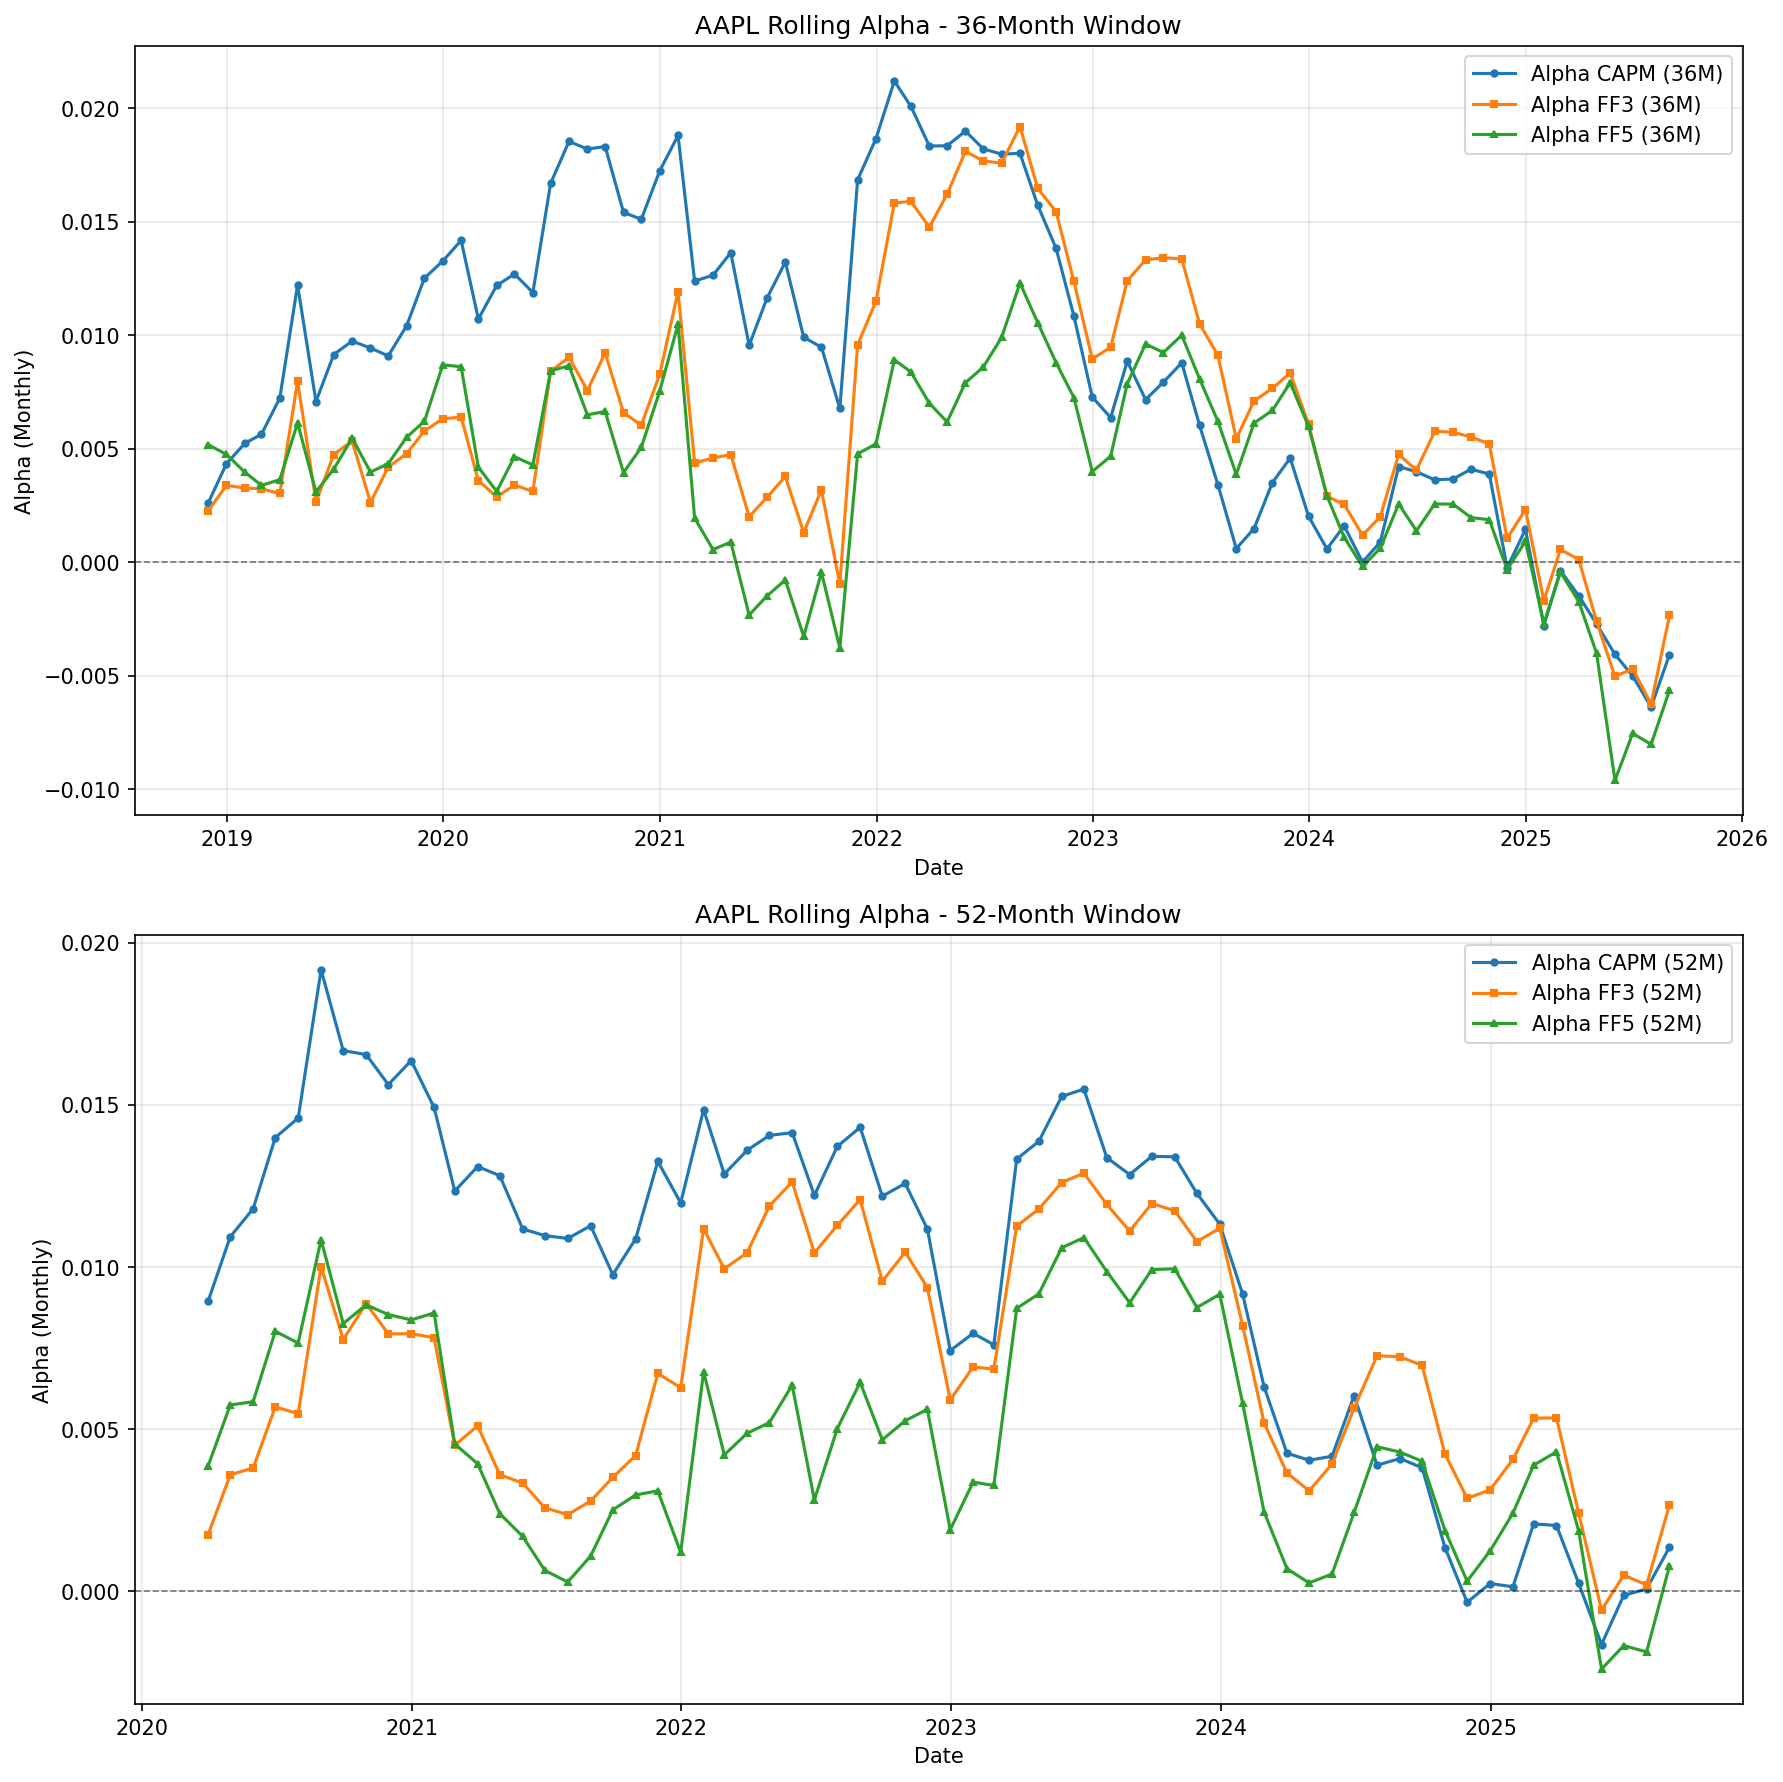 AAPL Rolling Alpha - 36-Month Window
Alpha CAPM (36M)
Alpha FF3 (36M)
Alpha FF5 (36M)
Alpha (Monthly)
0.020
0.015
0.010
0.005
0.000
−0.005
−0.010
2019 2020 2021 2022 2023 2024 2025 2026
Date
AAPL Rolling Alpha - 52-Month Window
Alpha CAPM (52M)
Alpha FF3 (52M)
Alpha FF5 (52M)
Alpha (Monthly)
0.020
0.015
0.010
0.005
0.000
2020 2021 2022 2023 2024 2025
Date